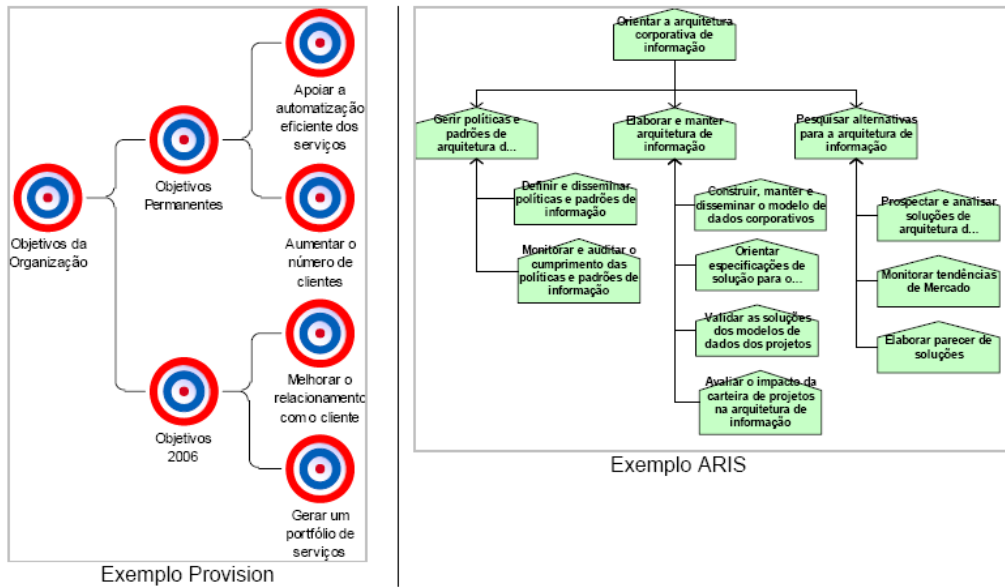 Apoiar a
automatização
eficiente dos
serviços
Objetivos
Permanentes
Objetivos da
Organização
Aumentar o
número de
clientes
Melhorar o
relacionamento
com o cliente
Objetivos
2006
Gerar um
portfólio de
serviços
Exemplo Provision
Orientar a arquitetura
corporativa de
informação
Gerir políticas e
padrões de
arquitetura d...
Elaborar e manter
arquitetura de
informação
Pesquisar alternativas
para a arquitetura de
informação
Definir e disseminar
políticas e padrões de
informação
Monitorar e auditar o
cumprimento das
políticas e padrões de
informação
Construir, manter e
disseminar o modelo de
dados corporativos
Orientar
especificações de
solução para o...
Validar as soluções
dos modelos de
dados dos projetos
Avaliar o impacto da
carteira de projetos
na arquitetura de
informação
Prospectar e analisar
soluções de
arquitetura d...
Monitorar tendências
de Mercado
Elaborar parecer de
soluções
Exemplo ARIS